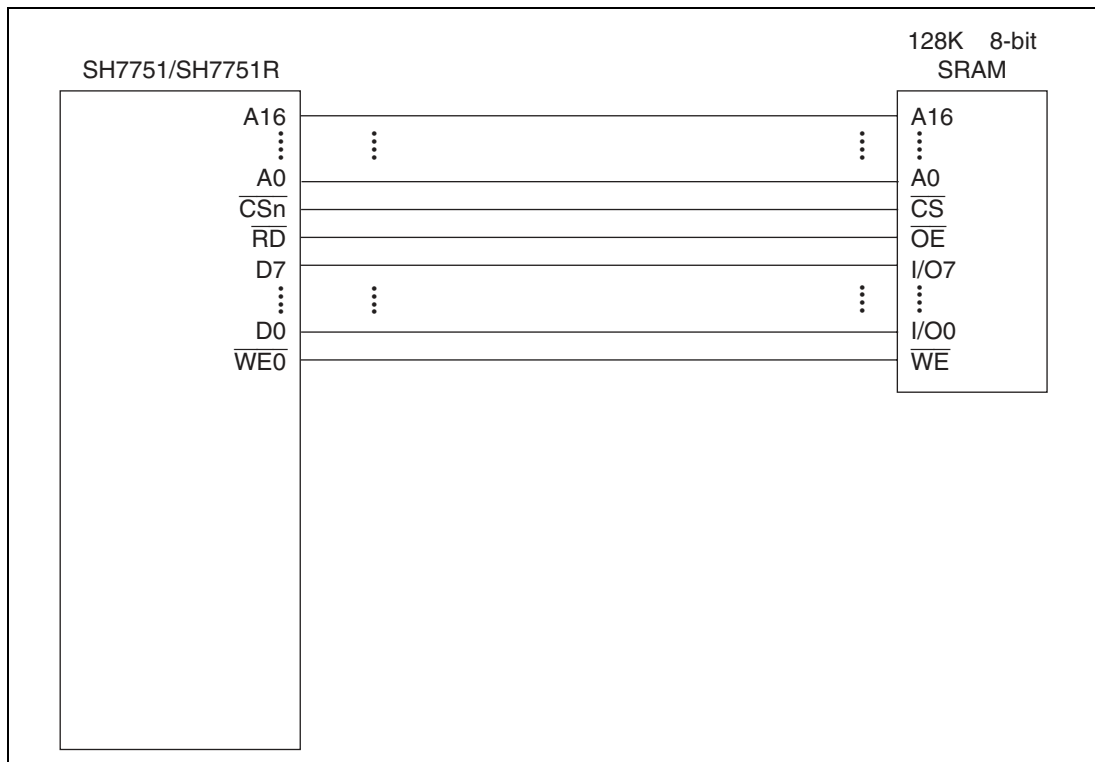 128K 8-bit
SH7751/SH7751R SRAM
A16 A16
A0 A0
CSn CS
RD OE
D7 I/O7
D0 I/O0
WE0 WE